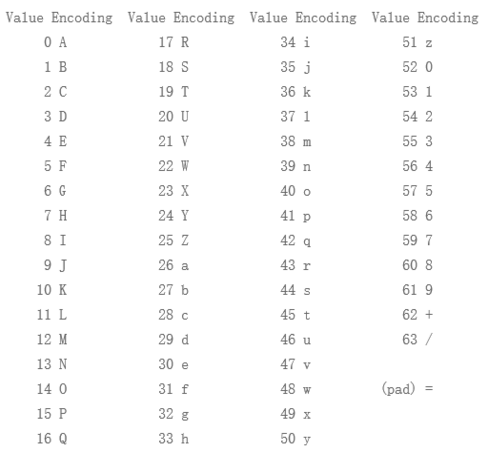 Value Encoding Value Encoding Value Encoding Value Encoding
0 A 17 R 34 i 51 z
1 B 18 S 35 j 52 0
2 C 19 T 36 k 53 1
3 D 20 U 37 l 54 2
4 E 21 V 38 m 55 3
5 F 22 W 39 n 56 4
6 G 23 X 40 o 57 5
7 H 24 Y 41 p 58 6
8 I 25 Z 42 q 59 7
9 J 26 a 43 r 60 8
10 K 27 b 44 s 61 9
11 L 28 c 45 t 62 +
12 M 29 d 46 u 63 /
13 N 30 e 47 v
14 O 31 f 48 w (pad) =
15 P 32 g 49 x
16 Q 33 h 50 y